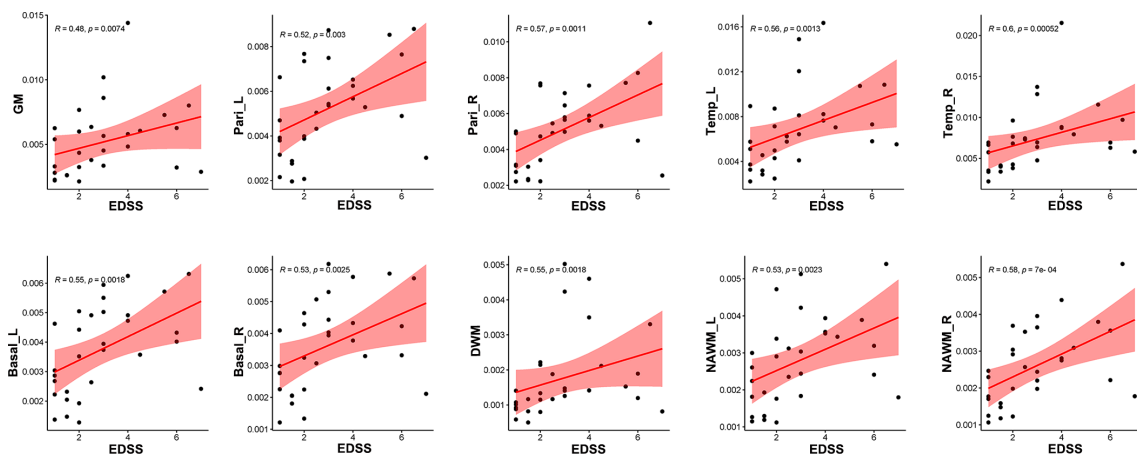 R = 0.48, p = 0.0074
0.015
0.010
0.005
GM
2 4 6
EDSS
R = 0.52, p = 0.003
0.008
0.006
0.004
0.002
Pari_L
2 4 6
EDSS
R = 0.57, p = 0.0011
0.011
0.008
0.005
0.002
Pari_R
2 4 6
EDSS
R = 0.56, p = 0.0013
0.016
0.012
0.008
0.004
Temp_L
2 4 6
EDSS
R = 0.6, p = 0.00052
0.020
0.015
0.010
0.005
Temp_R
2 4 6
EDSS
R = 0.55, p = 0.0018
0.006
0.005
0.004
0.003
0.002
Basal_L
2 4 6
EDSS
R = 0.53, p = 0.0025
0.006
0.005
0.004
0.003
0.002
0.001
Basal_R
2 4 6
EDSS
R = 0.55, p = 0.0018
0.005
0.004
0.003
0.002
0.001
DWM
2 4 6
EDSS
R = 0.53, p = 0.0023
0.005
0.004
0.003
0.002
0.001
NAWM_L
2 4 6
EDSS
R = 0.58, p = 7e- 04
0.005
0.004
0.003
0.002
0.001
NAWM_R
2 4 6
EDSS